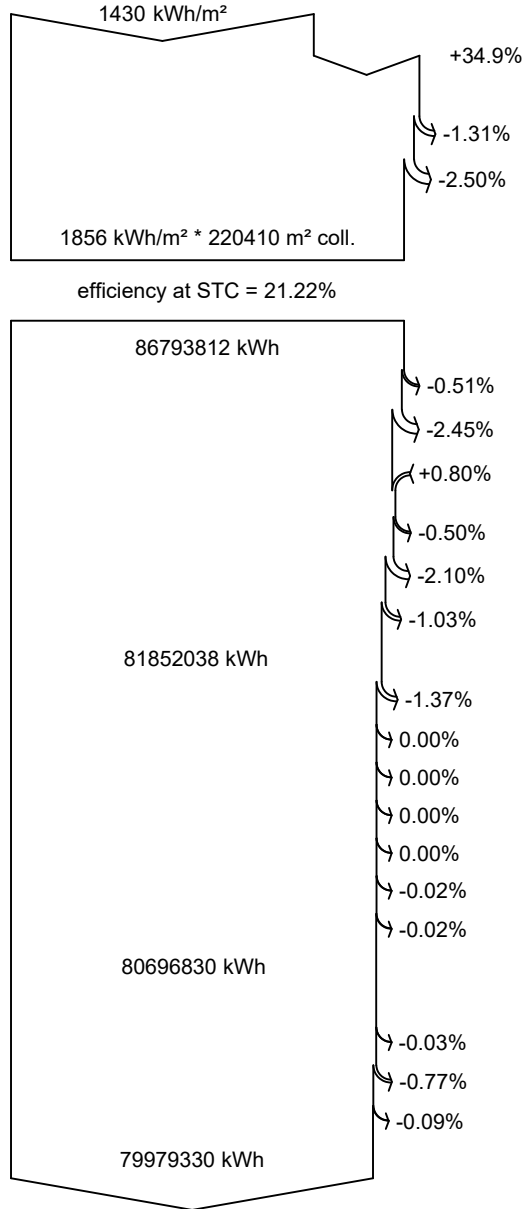 1430 kWh/m²
+34.9%
-1.31%
-2.50%
1856 kWh/m² * 220410 m² coll.
efficiency at STC = 21.22%
86793812 kWh
-0.51%
-2.45%
+0.80%
-0.50%
-2.10%
-1.03%
81852038 kWh
-1.37%
0.00%
0.00%
0.00%
0.00%
-0.02%
-0.02%
80696830 kWh
-0.03%
-0.77%
-0.09%
79979330 kWh